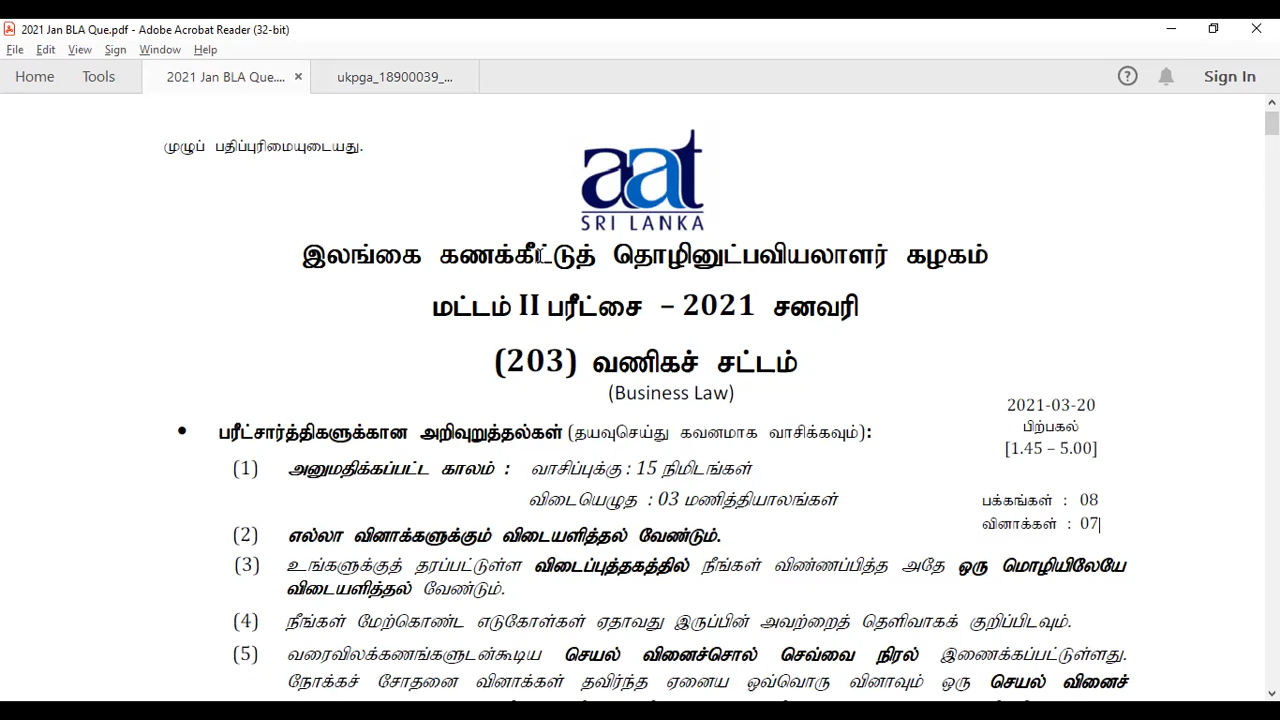 2021 Jan BLA Que.pdf - Adobe Acrobat Reader (32-bit)
File Edit View Sign Window Help
Home Tools 2021 Jan BLA Que.... × ukpga_18900039_... Sign In
முழுப் பதிப்புரிமையுடையது.
aat
SRI LANKA
இலங்கை கணக்கீட்டுத் தொழினுட்பவியலாளர் கழகம்
மட்டம் II பரீட்சை – 2021 சனவரி
(203) வணிகச் சட்டம்
(Business Law)
2021-03-20
பிற்பகல்
[1.45 – 5.00]
பக்கங்கள் : 08
வினாக்கள் : 07
• பரீட்சார்த்திகளுக்கான அறிவுறுத்தல்கள் (தயவுசெய்து கவனமாக வாசிக்கவும்):
(1) அனுமதிக்கப்பட்ட காலம் : வாசிப்புக்கு : 15 நிமிடங்கள்
விடையெழுத : 03 மணித்தியாலங்கள்
(2) எல்லா வினாக்களுக்கும் விடையளித்தல் வேண்டும்.
(3) உங்களுக்குத் தரப்பட்டுள்ள விடைப்புத்தகத்தில் நீங்கள் விண்ணப்பித்த அதே ஒரு மொழியிலேயே
விடையளித்தல் வேண்டும்.
(4) நீங்கள் மேற்கொண்ட எடுகோள்கள் ஏதாவது இருப்பின் அவற்றைத் தெளிவாகக் குறிப்பிடவும்.
(5) வரைவிலக்கணங்களுடன்கூடிய செயல் வினைச்சொல் செவ்வை நிரல் இணைக்கப்பட்டுள்ளது.
நோக்கச் சோதனை வினாக்கள் தவிர்ந்த ஏனைய ஒவ்வொரு வினாவும் ஒரு செயல் வினைச்